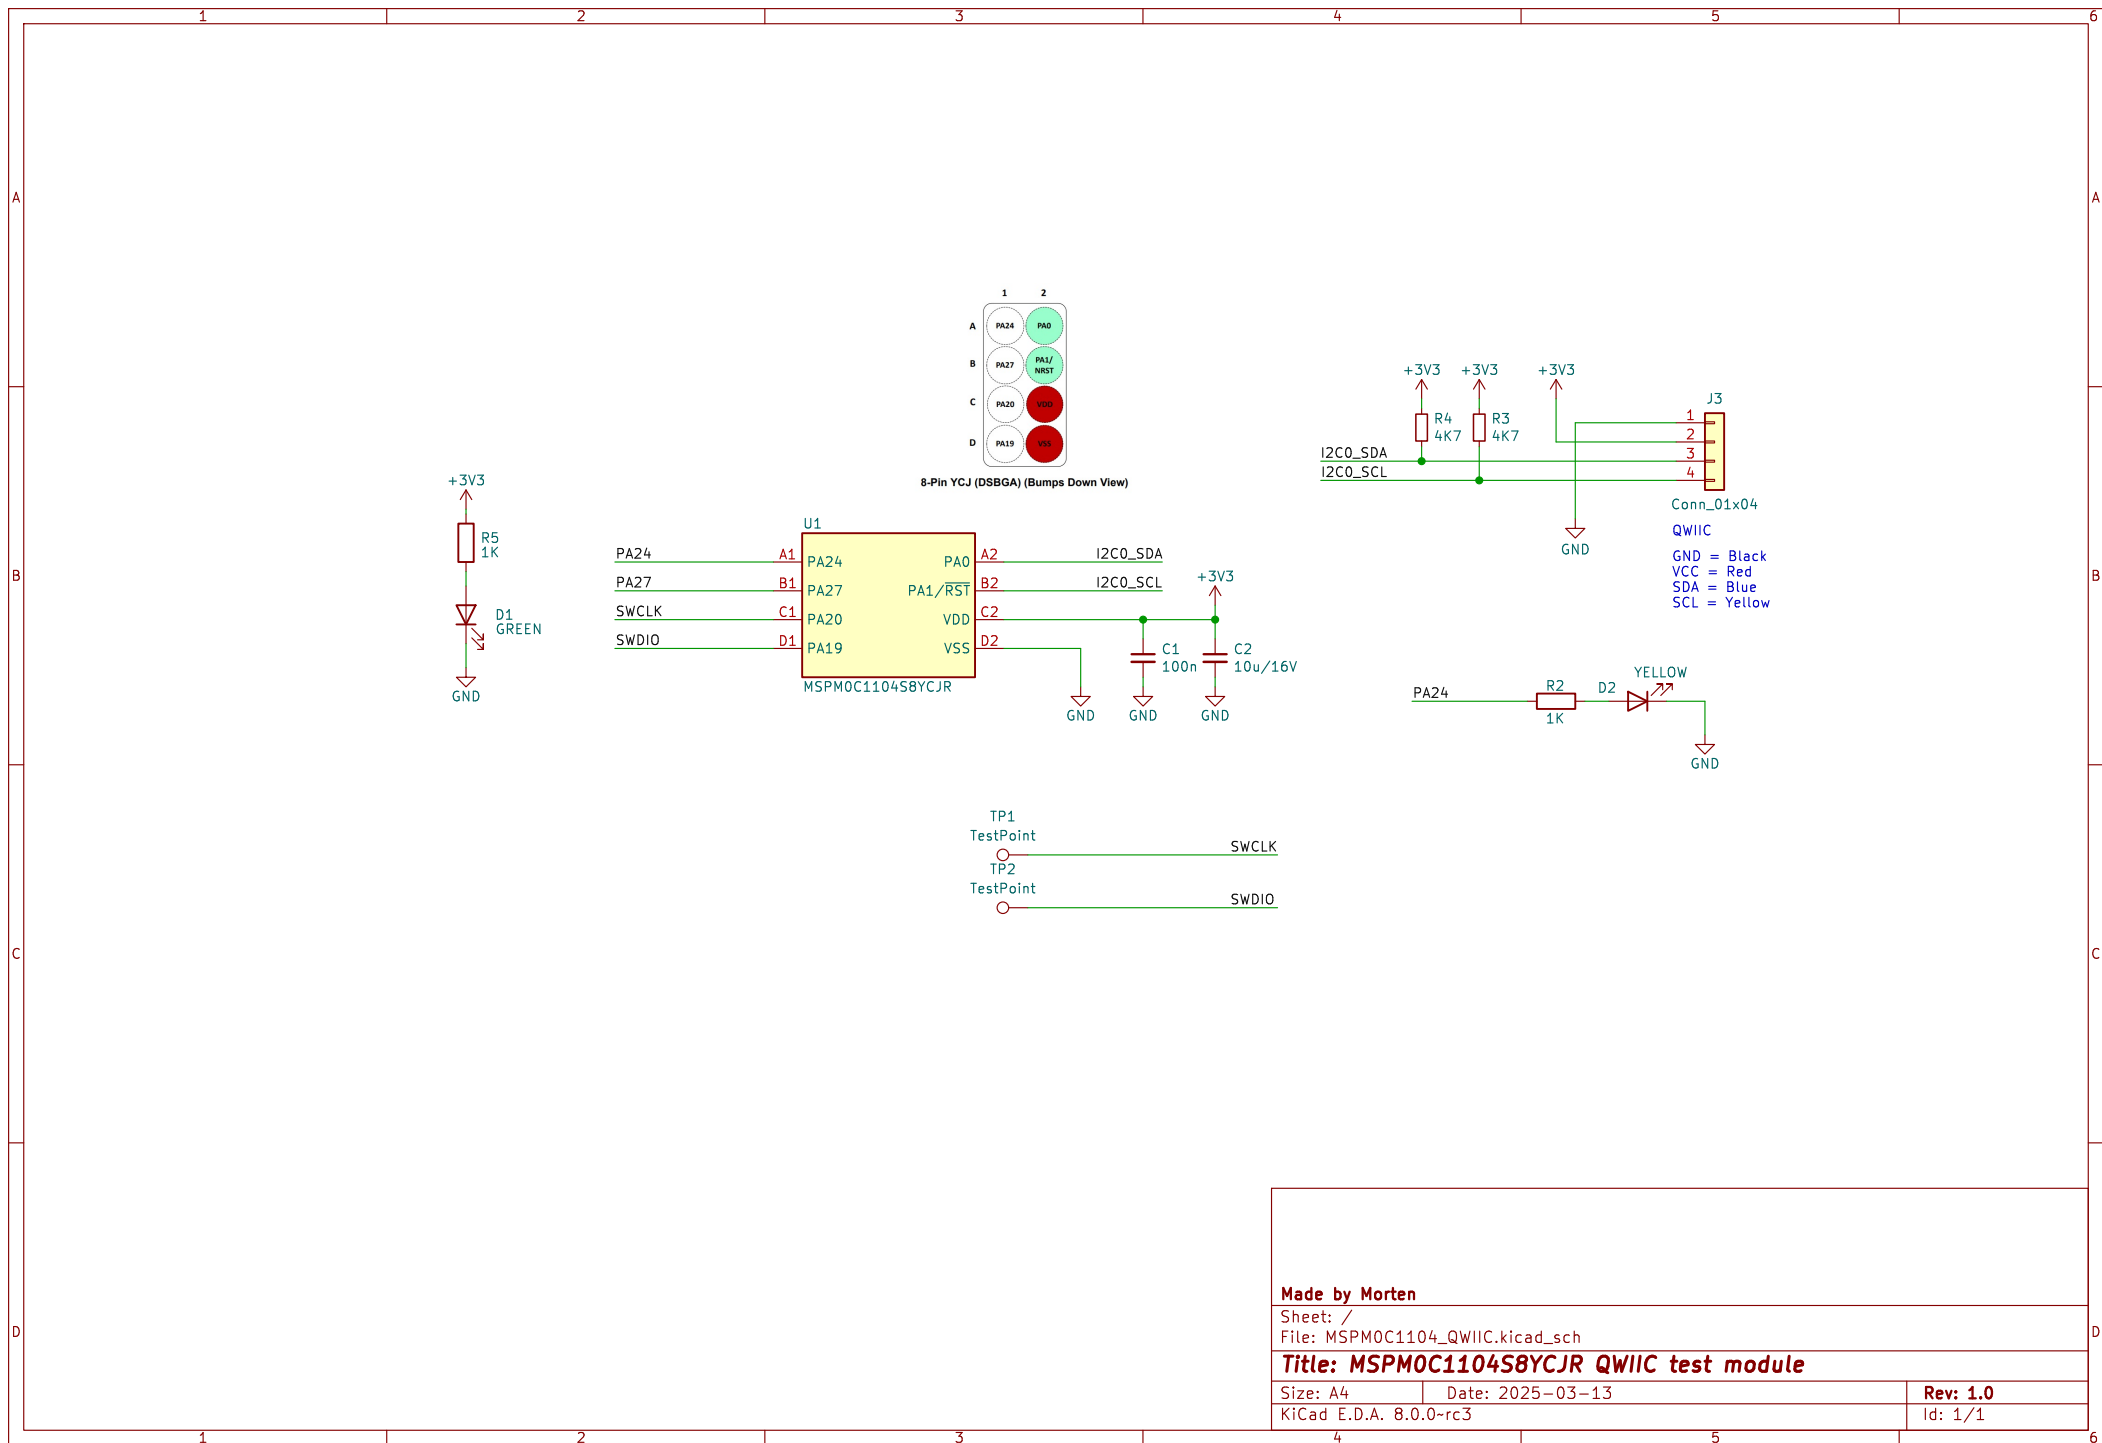 1 2 3 4 5 6
A
A
1 2
A PA24 PA0
B PA27 PA1/
NRST
C PA20 VDD
D PA19 VSS
8-Pin YCJ (DSBGA) (Bumps Down View)
+3V3 +3V3 +3V3
J3
R4
4K7
R3
4K7
1
2
3
4
I2C0_SDA
I2C0_SCL
Conn_01x04
GND
QWIIC
GND = Black
VCC = Red
SDA = Blue
SCL = Yellow
+3V3
R5
1K
D1
GREEN
GND
B
B
U1
PA24 A1 PA24 PA0 A2 I2C0_SDA
PA27 B1 PA27 PA1/RST B2 I2C0_SCL
SWCLK C1 PA20 VDD C2
SWDIO D1 PA19 VSS D2
MSPM0C1104S8YCJR
+3V3
C1
100n
C2
10u/16V
GND GND GND
YELLOW
PA24 R2 D2
1K
GND
TP1
TestPoint
SWCLK
TP2
TestPoint
SWDIO
C
C
Made by Morten
Sheet: /
File: MSPM0C1104_QWIIC.kicad_sch
D
D
Title: MSPM0C1104S8YCJR QWIIC test module
Size: A4 Date: 2025-03-13 Rev: 1.0
KiCad E.D.A. 8.0.0~rc3 Id: 1/1
1 2 3 4 5 6